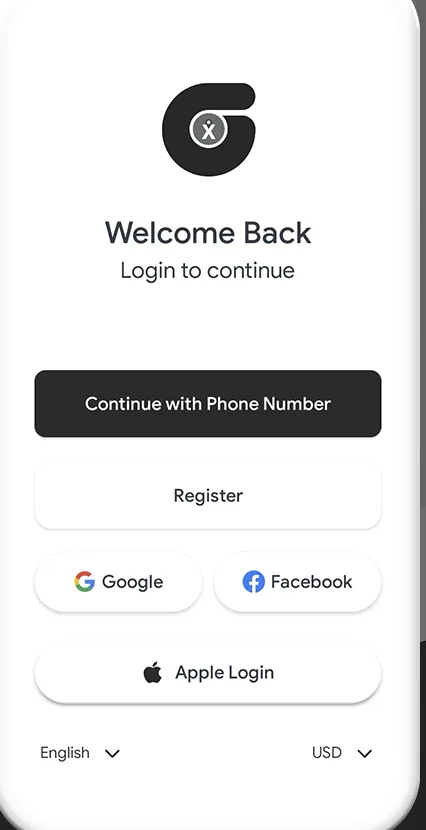 Welcome Back
Login to continue
Continue with Phone Number
Register
Google
Facebook
Apple Login
English
USD